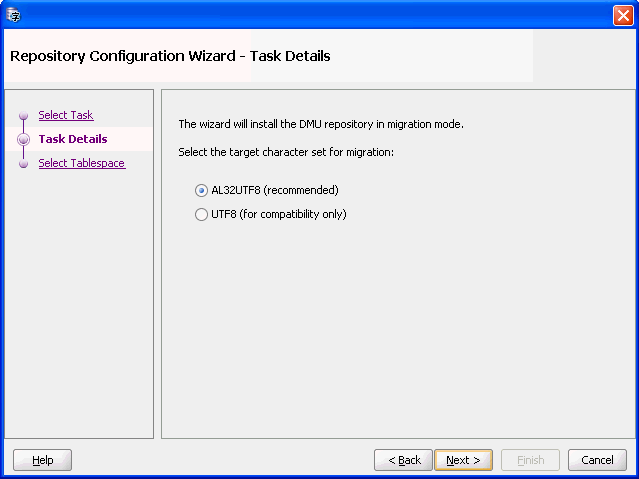 Repository Configuration Wizard - Task Details
Select Task
Task Details
Select Tablespace
The wizard will install the DMU repository in migration mode.
Select the target character set for migration:
AL32UTF8 (recommended)
UTF8 (for compatibility only)
Help
< Back
Next >
Finish
Cancel